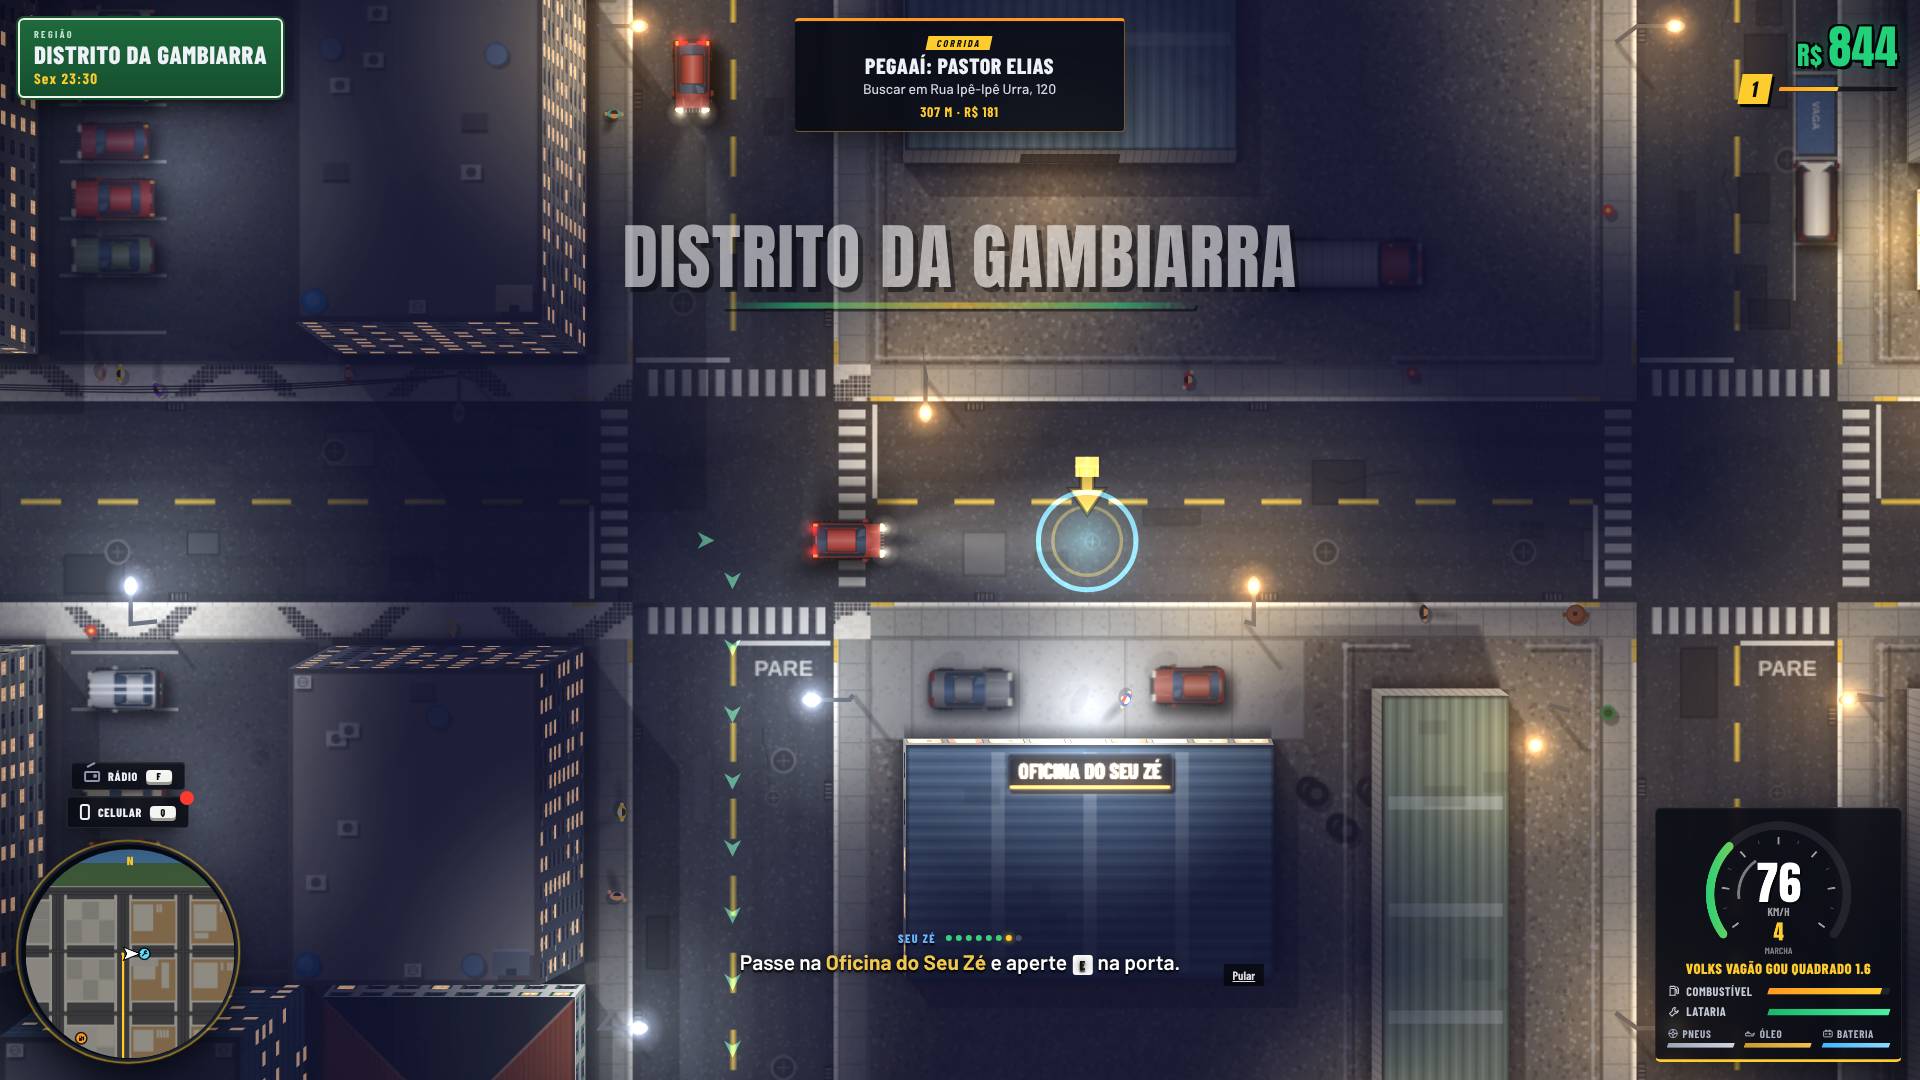 REGIÃO
DISTRITO DA GAMBIARRA
Sex 23:30
CORRIDA
PEGAAÍ: PASTOR ELIAS
Buscar em Rua Ipê-Ipê Urra, 120
307 M · R$ 181
R$ 844
1
VAGA
DISTRITO DA GAMBIARRA
PARE
PARE
OFICINA DO SEU ZÉ
RÁDIO F
CELULAR Q
N
SEU ZÉ
Passe na Oficina do Seu Zé e aperte E na porta.
Pular
76
KM/H
4
MARCHA
VOLKS VAGÃO GOU QUADRADO 1.6
COMBUSTÍVEL
LATARIA
PNEUS ÓLEO BATERIA